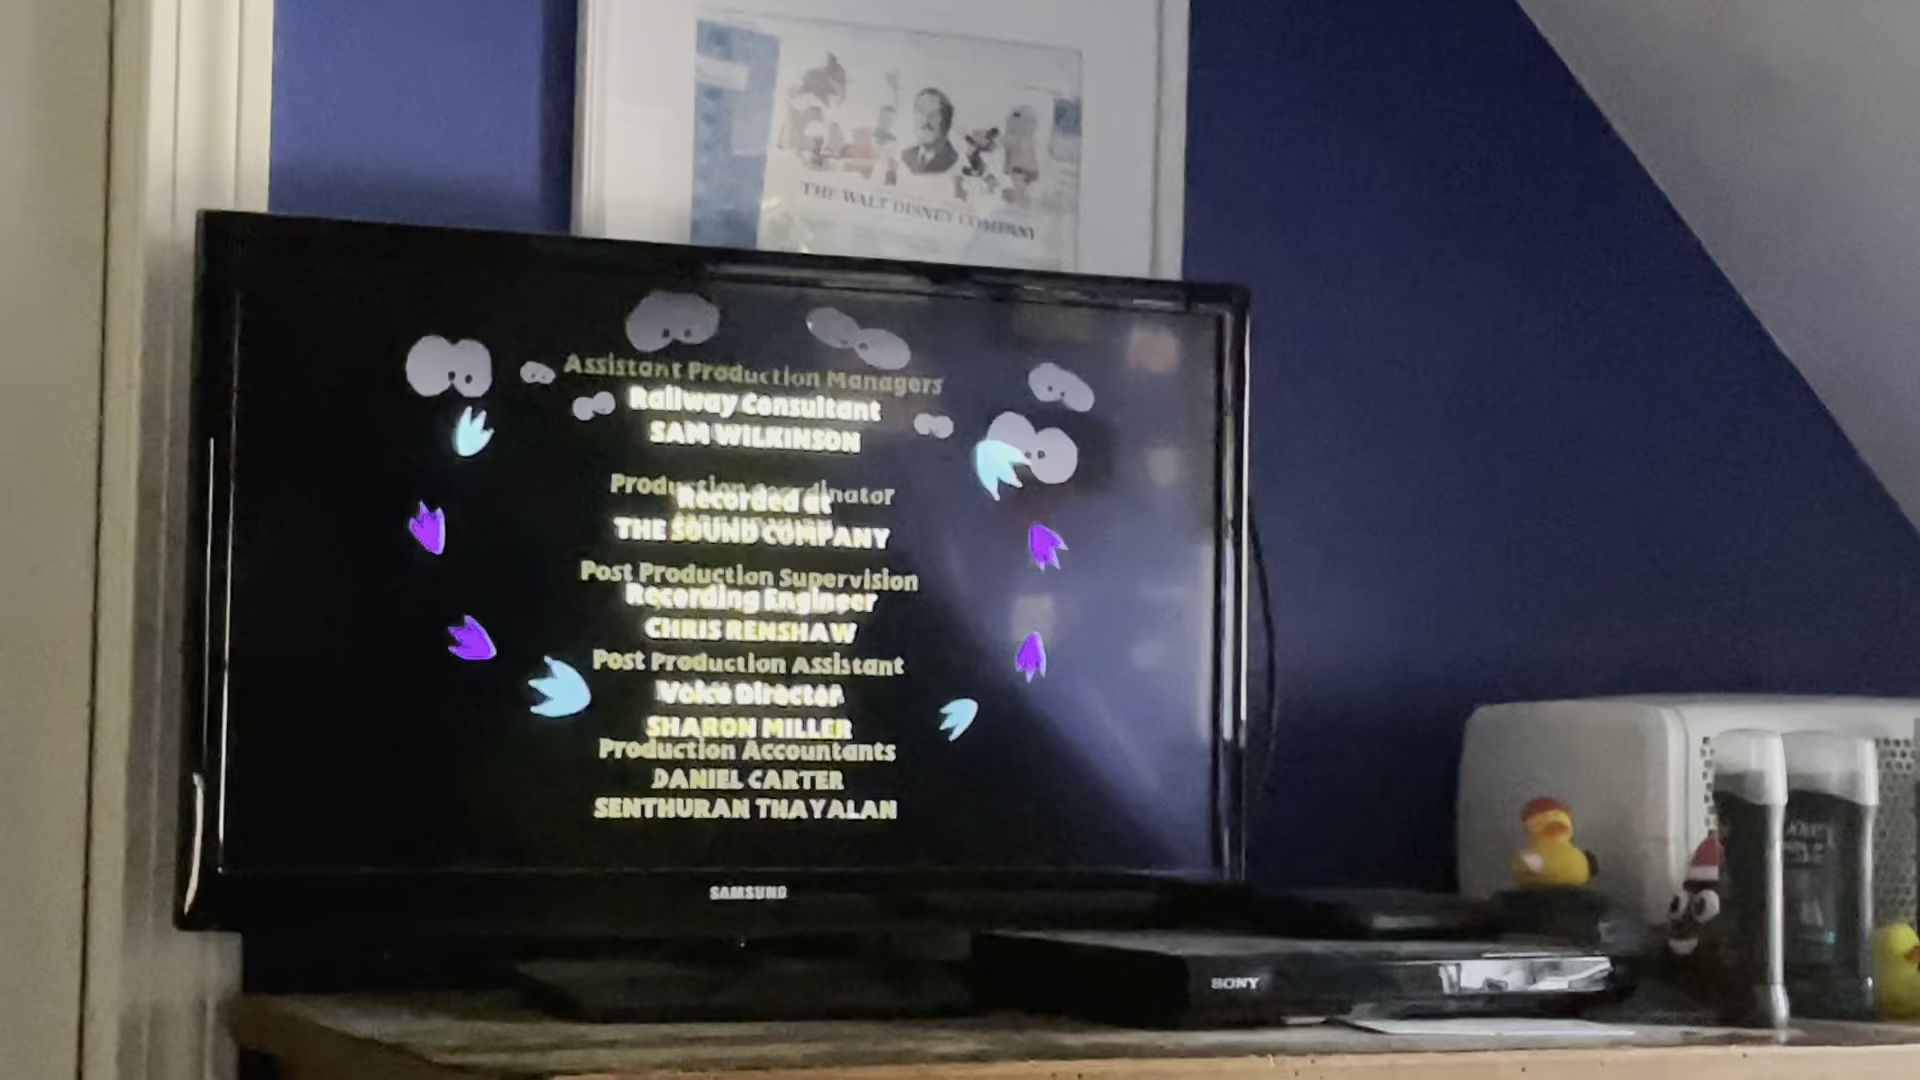 THE WALT DISNEY COMPANY
Assistant Production Managers
Railway Consultant
SAM WILKINSON
Production Coordinator
Recorded at
THE SOUND COMPANY
Post Production Supervision
Recording Engineer
CHRIS RENSHAW
Post Production Assistant
Voice Director
SHARON MILLER
Production Accountants
DANIEL CARTER
SENTHURAN THAYALAN
SAMSUNG
SONY